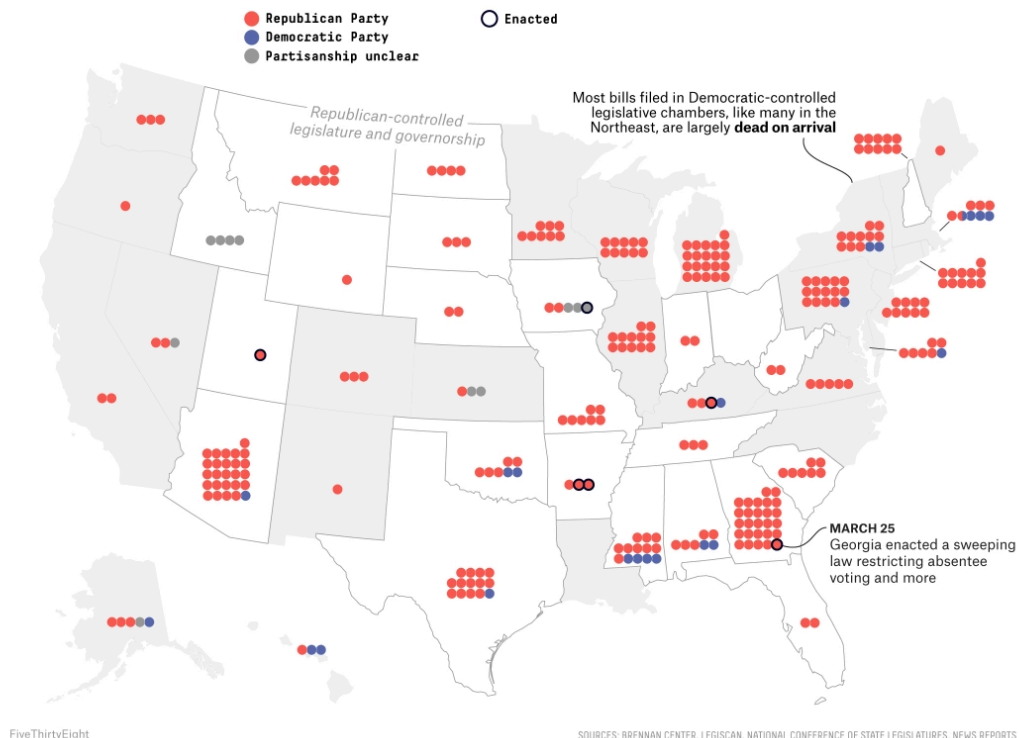 Republican Party
Enacted
Democratic Party
Partisanship unclear
Republican-controlled
legislature and governorship
Most bills filed in Democratic-controlled
legislative chambers, like many in the
Northeast, are largely dead on arrival
MARCH 25
Georgia enacted a sweeping
law restricting absentee
voting and more
FiveThirtyEight
SOURCES: BRENNAN CENTER, LEGISCAN, NATIONAL CONFERENCE OF STATE LEGISLATURES, NEWS REPORTS